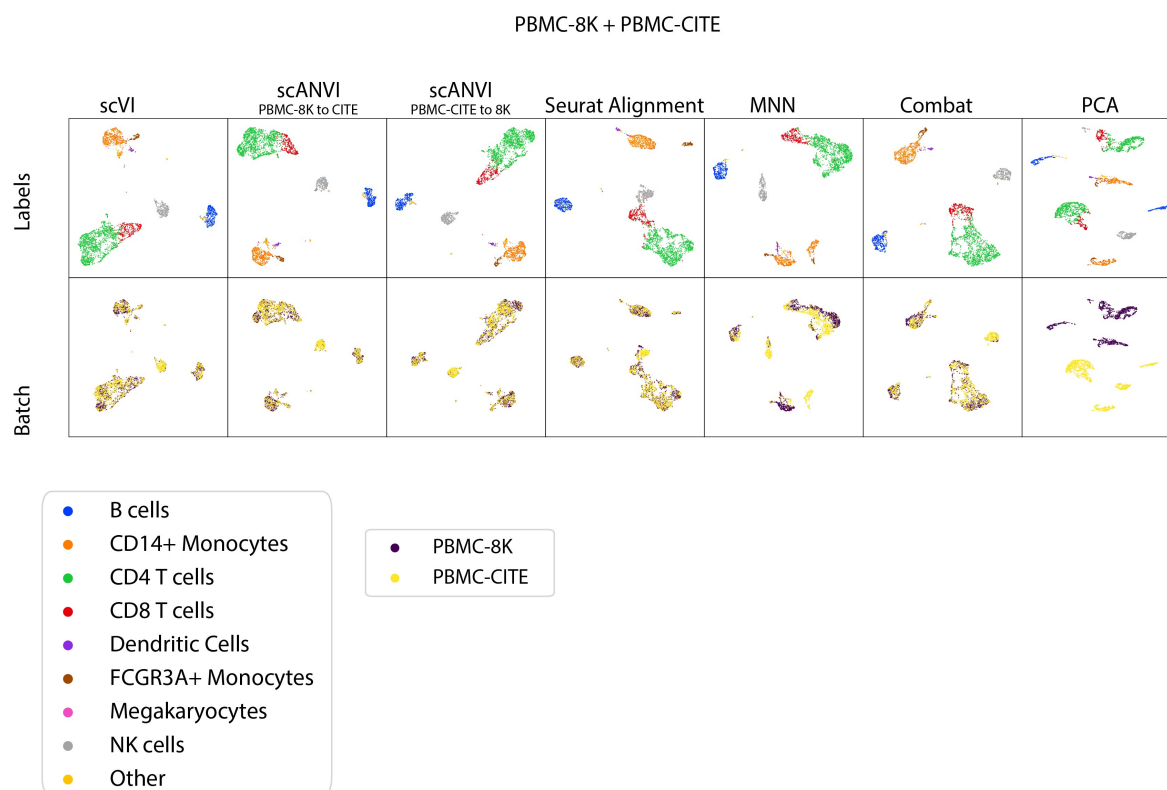 PBMC-8K + PBMC-CITE
scVI
scANVI
PBMC-8K to CITE
scANVI
PBMC-CITE to 8K
Seurat Alignment
MNN
Combat
PCA
Labels
Batch
B cells
CD14+ Monocytes
CD4 T cells
CD8 T cells
Dendritic Cells
FCGR3A+ Monocytes
Megakaryocytes
NK cells
Other
PBMC-8K
PBMC-CITE